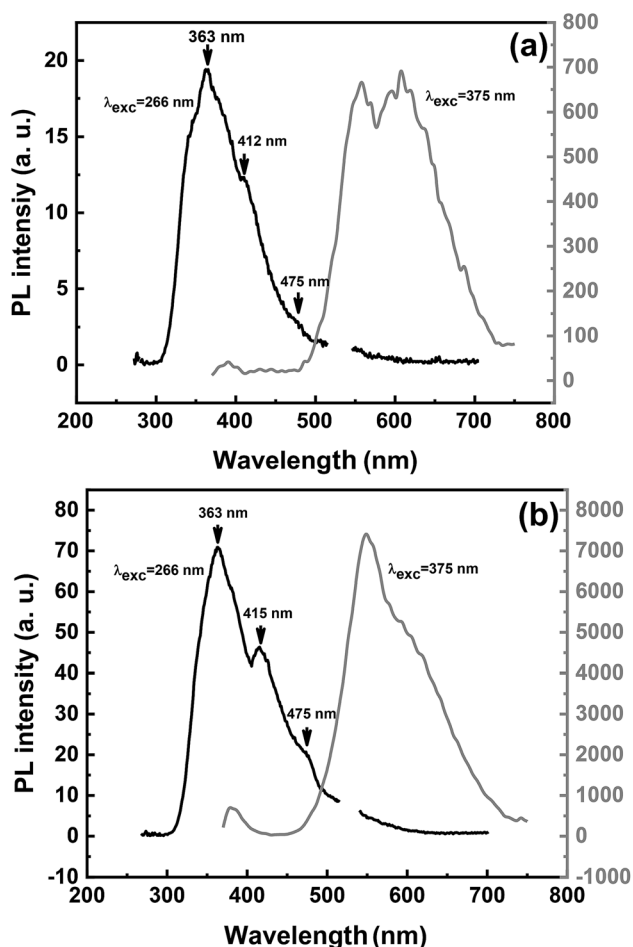 363 nm
(a)
λexc=266 nm
λexc=375 nm
412 nm
475 nm
PL intensiy (a. u.)
20
15
10
5
0
800
700
600
500
400
300
200
100
0
200 300 400 500 600 700 800
Wavelength (nm)
363 nm
(b)
λexc=266 nm
λexc=375 nm
415 nm
475 nm
PL intensity (a. u.)
80
70
60
50
40
30
20
10
0
-10
8000
7000
6000
5000
4000
3000
2000
1000
0
-1000
200 300 400 500 600 700 800
Wavelength (nm)